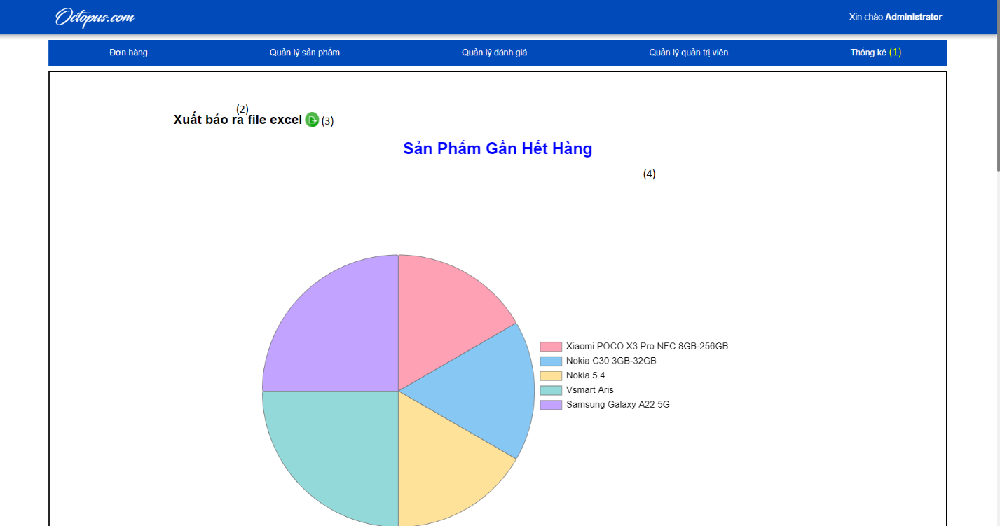 Octopus.com
Xin chào Administrator
Đơn hàng
Quản lý sản phẩm
Quản lý đánh giá
Quản lý quản trị viên
Thống kê (1)
(2)
Xuất báo ra file excel (3)
Sản Phẩm Gần Hết Hàng
(4)
Xiaomi POCO X3 Pro NFC 8GB-256GB
Nokia C30 3GB-32GB
Nokia 5.4
Vsmart Aris
Samsung Galaxy A22 5G